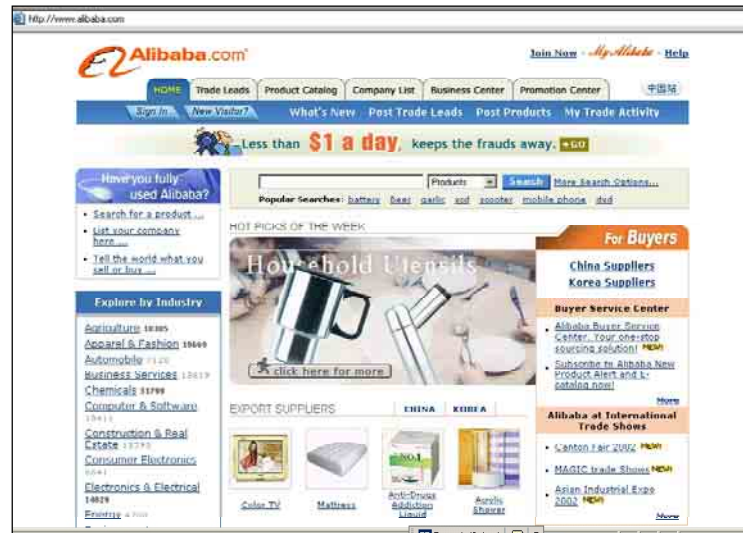 http://www.alibaba.com
Alibaba.com
Join Now - My Alibaba - Help
HOME Trade Leads Product Catalog Company List Business Center Promotion Center 中国站
Sign In New Visitor? What's New Post Trade Leads Post Products My Trade Activity
Less than $1 a day, keeps the frauds away. GO
Have you fully used Alibaba?
Search for a product ...
List your company
here ...
Tell the world what you
sell or buy ...
Products Search More Search Options...
Popular Searches: battery garlic scooter mobile phone dvd
HOT PICKS OF THE WEEK
Household Utensils
click here for more
For Buyers
China Suppliers
Korea Suppliers
Buyer Service Center
Alibaba Buyer Service
Center, Your one-stop
sourcing solution! NEW!
Subscribe to Alibaba New
Product Alert and E-
catalog now!
More
Explore by Industry
Agriculture
Apparel & Fashion
Automobile
Business Services
Chemicals
Computer & Software
Construction & Real
Estate
Consumer Electronics
Electronics & Electrical
Energy
EXPORT SUPPLIERS CHINA KOREA
NO.1
Color TV
Mattress
Anti-Drugs
Addiction
Liquid
Acrylic
Shower
Alibaba at International
Trade Shows
Canton Fair 2002 NEW!
MAGIC trade Shows NEW!
Asian Industrial Expo
2002 NEW!
More